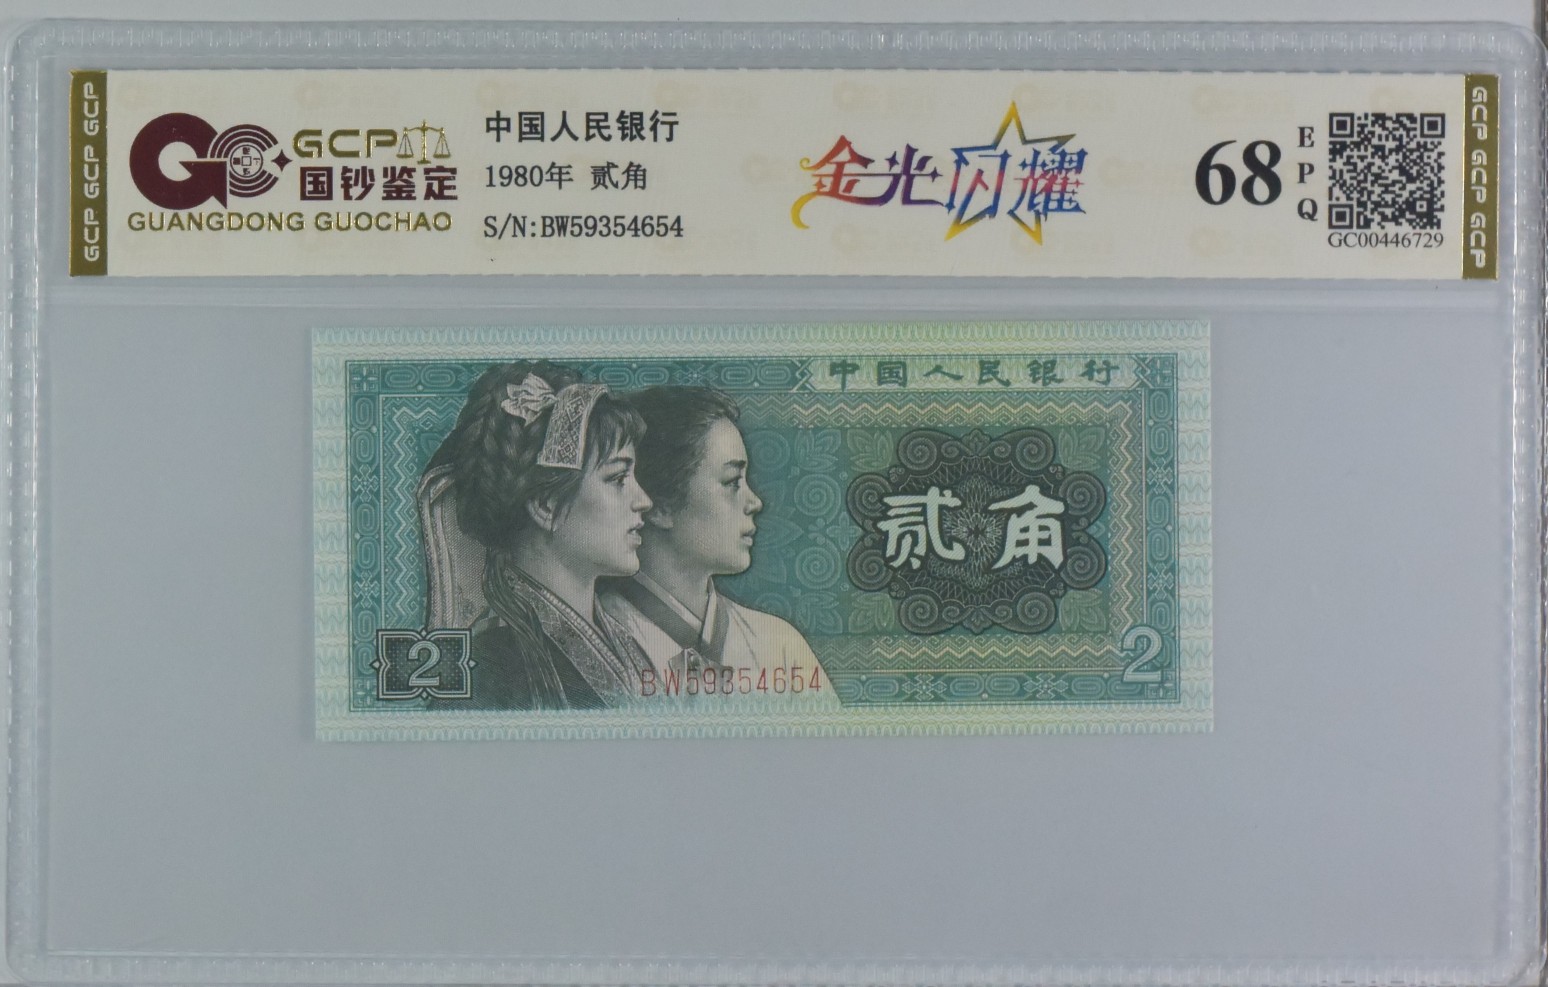 GCP GCP GCP
GCP
国钞鉴定
GUANGDONG GUOCHAO
中国人民银行
1980年 贰角
S/N:BW59354654
金光闪耀
68
EPQ
GC00446729
GCP GCP GCP
中国人民银行
贰角
2
2
BW59354654